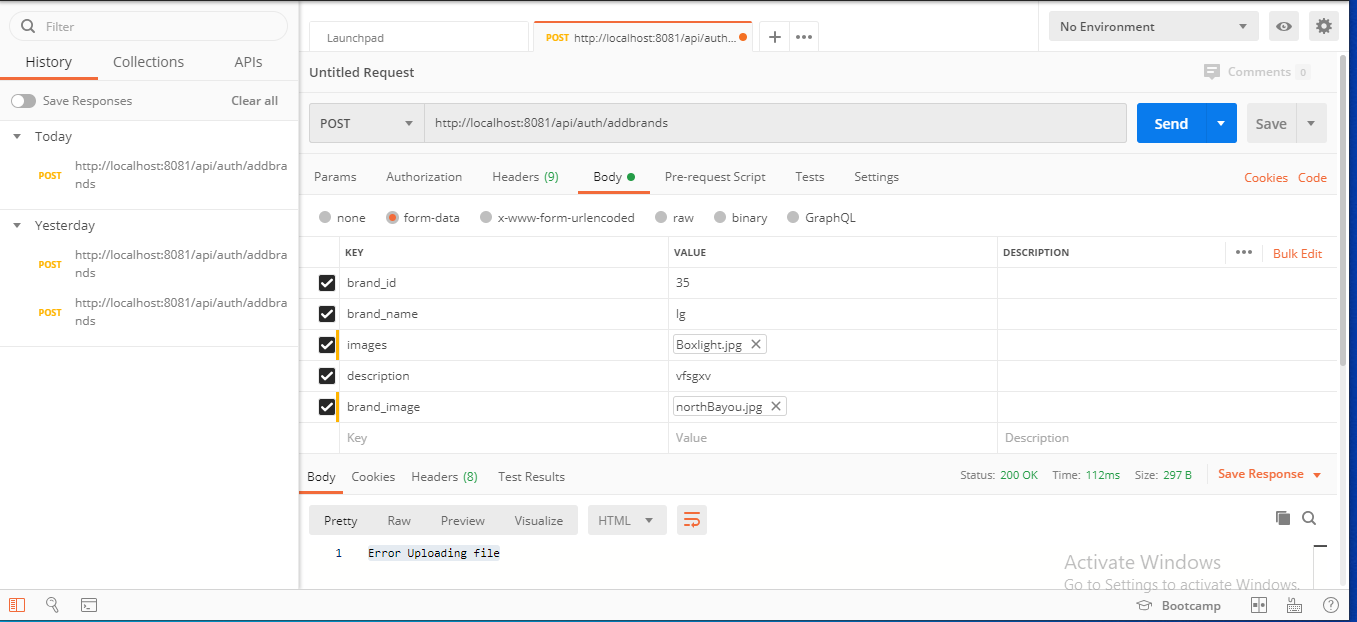 Filter
History Collections APIs
Save Responses Clear all
Today
POST http://localhost:8081/api/auth/addbra
nds
Yesterday
POST http://localhost:8081/api/auth/addbra
nds
POST http://localhost:8081/api/auth/addbra
nds
Launchpad
POST http://localhost:8081/api/auth...
No Environment
Untitled Request
Comments 0
POST http://localhost:8081/api/auth/addbrands
Send Save
Params Authorization Headers (9) Body Pre-request Script Tests Settings Cookies Code
none form-data x-www-form-urlencoded raw binary GraphQL
KEY VALUE DESCRIPTION Bulk Edit
brand_id 35
brand_name lg
images Boxlight.jpg
description vfsgxv
brand_image northBayou.jpg
Key Value Description
Body Cookies Headers (8) Test Results Status: 200 OK Time: 112ms Size: 297 B Save Response
Pretty Raw Preview Visualize HTML
1 Error Uploading file
Activate Windows
Go to Settings to activate Windows.
Bootcamp